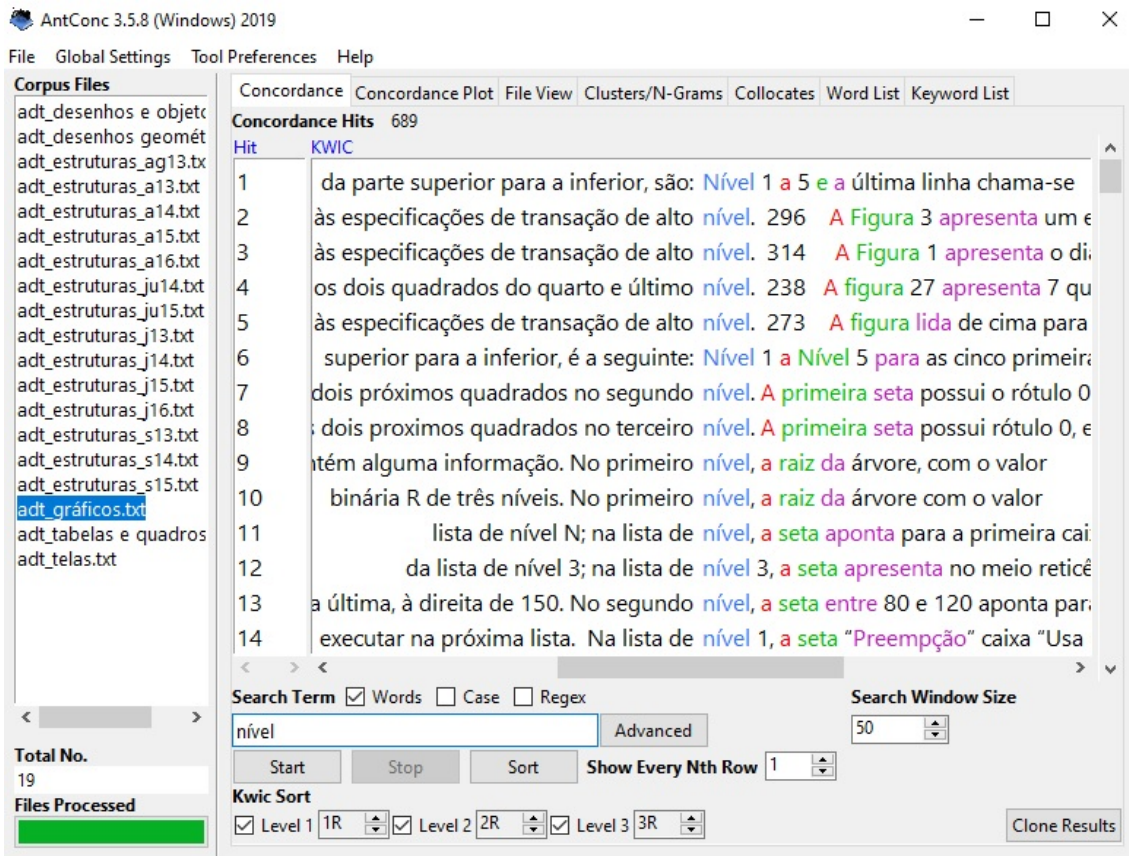 AntConc 3.5.8 (Windows) 2019
File Global Settings Tool Preferences Help
Corpus Files
adt_desenhos e objeto
adt_desenhos geomét
adt_estruturas_ag13.tx
adt_estruturas_a13.txt
adt_estruturas_a14.txt
adt_estruturas_a15.txt
adt_estruturas_a16.txt
adt_estruturas_ju14.txt
adt_estruturas_ju15.txt
adt_estruturas_j13.txt
adt_estruturas_j14.txt
adt_estruturas_j15.txt
adt_estruturas_j16.txt
adt_estruturas_s13.txt
adt_estruturas_s14.txt
adt_estruturas_s15.txt
adt_gráficos.txt
adt_tabelas e quadros
adt_telas.txt
Total No.
19
Files Processed
Concordance Concordance Plot File View Clusters/N-Grams Collocates Word List Keyword List
Concordance Hits 689
Hit KWIC
1 da parte superior para a inferior, são: Nível 1 a 5 e a última linha chama-se
2 às especificações de transação de alto nível. 296 A Figura 3 apresenta um e
3 às especificações de transação de alto nível. 314 A Figura 1 apresenta o dia
4 os dois quadrados do quarto e último nível. 238 A figura 27 apresenta 7 qu
5 às especificações de transação de alto nível. 273 A figura lida de cima para
6 superior para a inferior, é a seguinte: Nível 1 a Nível 5 para as cinco primeira
7 dois próximos quadrados no segundo nível. A primeira seta possui o rótulo 0
8 dois proximos quadrados no terceiro nível. A primeira seta possui rótulo 0, e
9 ntém alguma informação. No primeiro nível, a raiz da árvore, com o valor
10 binária R de três níveis. No primeiro nível, a raiz da árvore com o valor
11 lista de nível N; na lista de nível, a seta aponta para a primeira cai
12 da lista de nível 3; na lista de nível 3, a seta apresenta no meio reticê
13 a última, à direita de 150. No segundo nível, a seta entre 80 e 120 aponta para
14 executar na próxima lista. Na lista de nível 1, a seta “Preempção” caixa “Usa
Search Term Words Case Regex Search Window Size
nível Advanced 50
Start Stop Sort Show Every Nth Row 1
Kwic Sort
Level 1 1R Level 2 2R Level 3 3R Clone Results